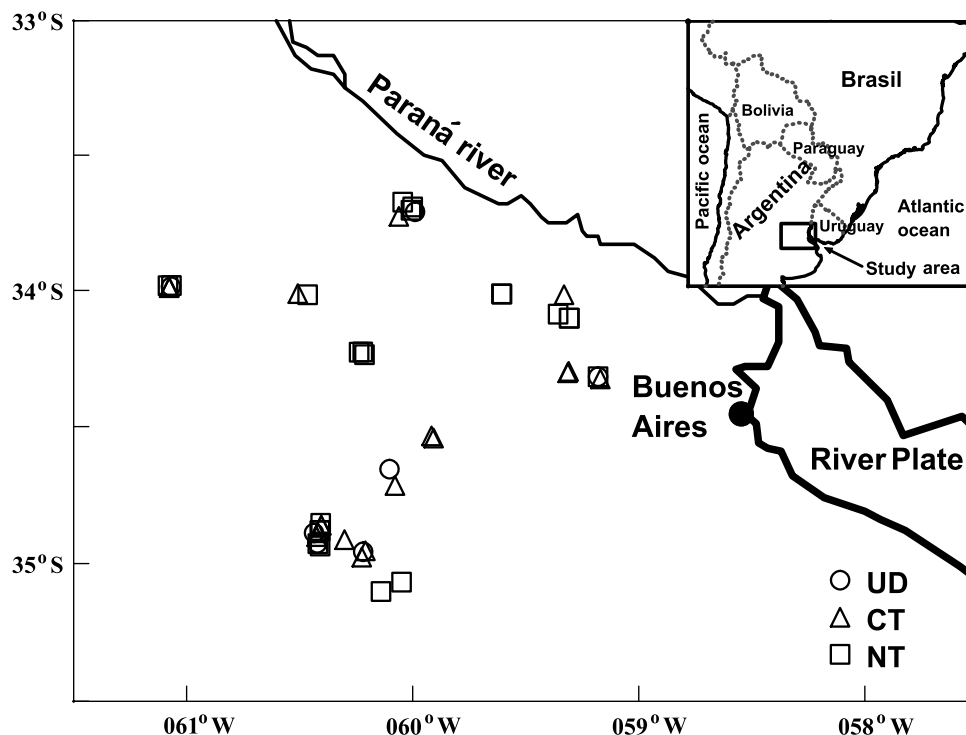 33° S
34° S
35° S
061° W
060° W
059° W
058° W
Paraná river
Buenos
Aires
River Plate
UD
CT
NT
Brasil
Bolivia
Paraguay
Pacific ocean
Argentina
Uruguay
Atlantic
ocean
Study area